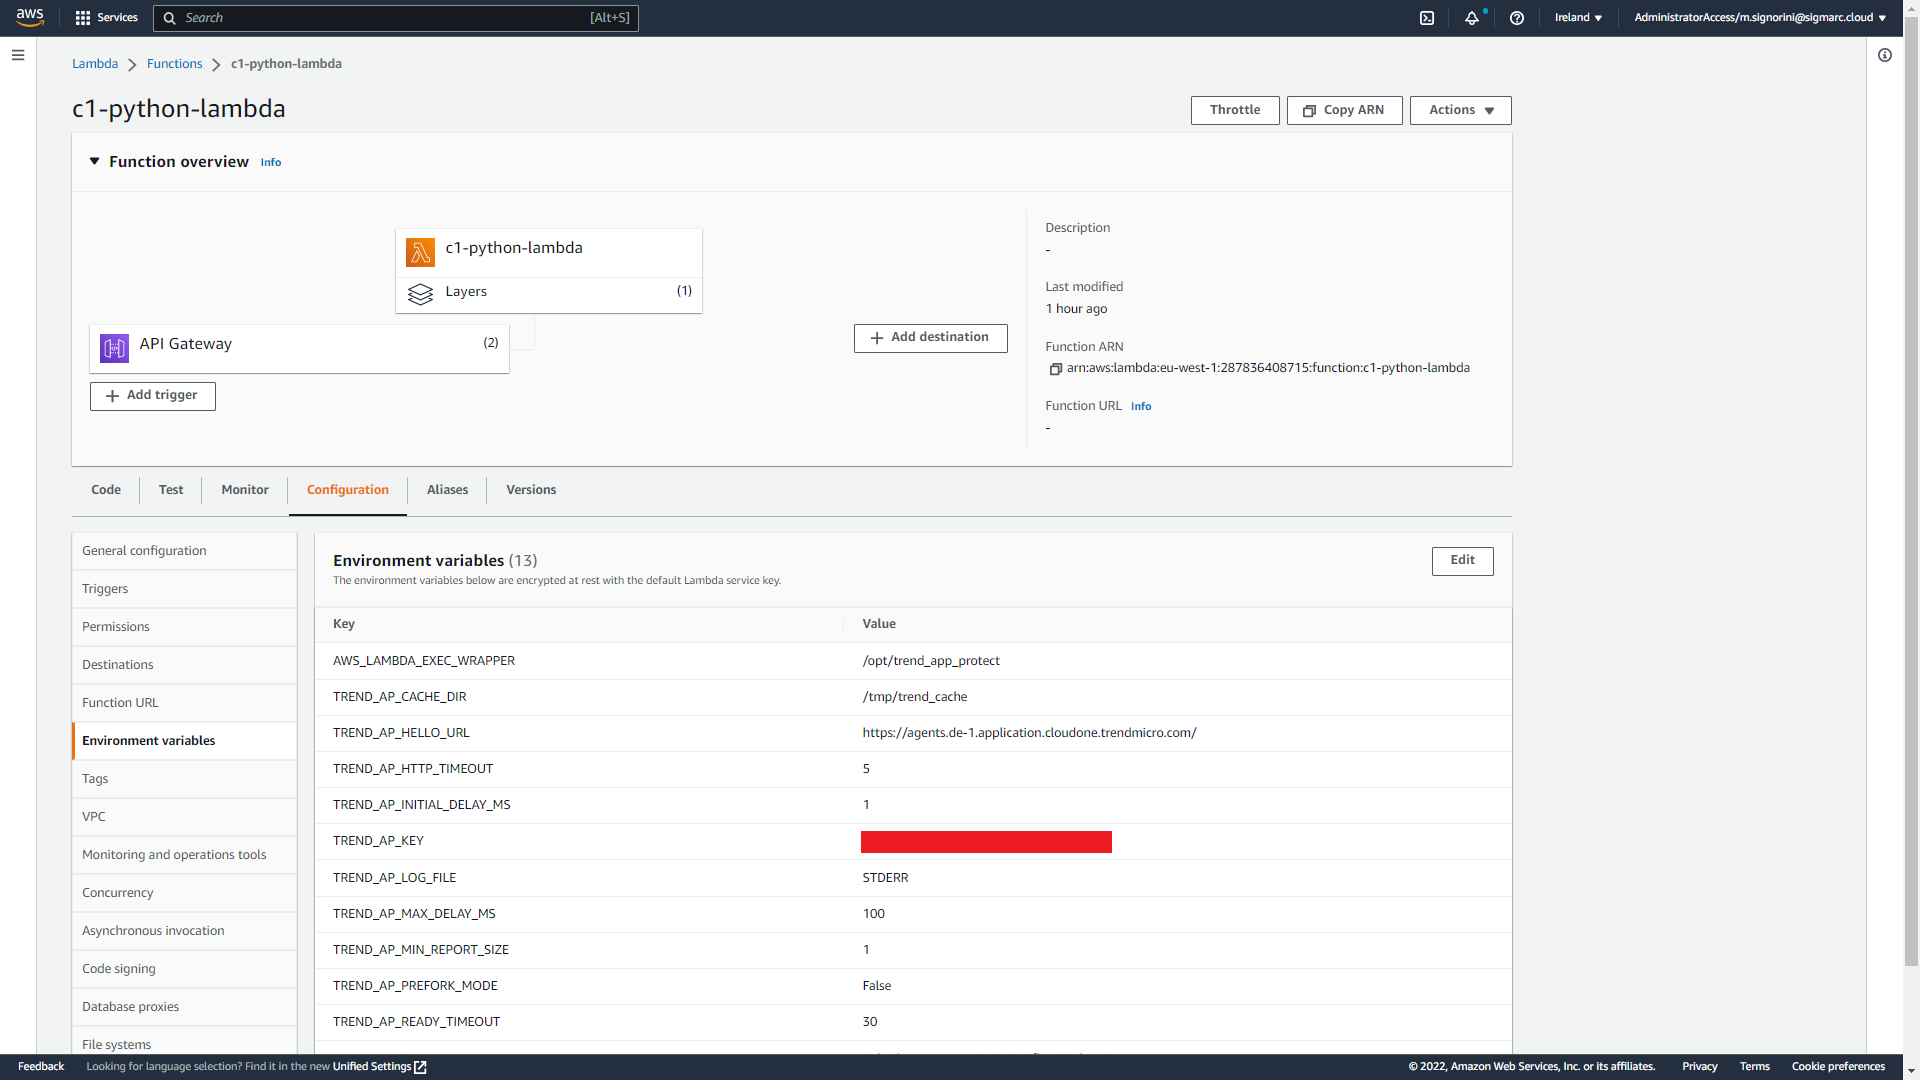 aws
Services
Search
[Alt+S]
Ireland
AdministratorAccess/m.signorini@sigmarc.cloud
Lambda
Functions
c1-python-lambda
c1-python-lambda
Throttle
Copy ARN
Actions
Function overview
Info
c1-python-lambda
Layers
(1)
API Gateway
(2)
Add trigger
Add destination
Description
-
Last modified
1 hour ago
Function ARN
arn:aws:lambda:eu-west-1:287836408715:function:c1-python-lambda
Function URL Info
-
Code
Test
Monitor
Configuration
Aliases
Versions
General configuration
Triggers
Permissions
Destinations
Function URL
Environment variables
Tags
VPC
Monitoring and operations tools
Concurrency
Asynchronous invocation
Code signing
Database proxies
File systems
Environment variables (13)
The environment variables below are encrypted at rest with the default Lambda service key.
Edit
Key Value
AWS_LAMBDA_EXEC_WRAPPER /opt/trend_app_protect
TREND_AP_CACHE_DIR /tmp/trend_cache
TREND_AP_HELLO_URL https://agents.de-1.application.cloudone.trendmicro.com/
TREND_AP_HTTP_TIMEOUT 5
TREND_AP_INITIAL_DELAY_MS 1
TREND_AP_KEY
TREND_AP_LOG_FILE STDERR
TREND_AP_MAX_DELAY_MS 100
TREND_AP_MIN_REPORT_SIZE 1
TREND_AP_PREFORK_MODE False
TREND_AP_READY_TIMEOUT 30
Feedback
Looking for language selection? Find it in the new Unified Settings
© 2022, Amazon Web Services, Inc. or its affiliates.
Privacy
Terms
Cookie preferences